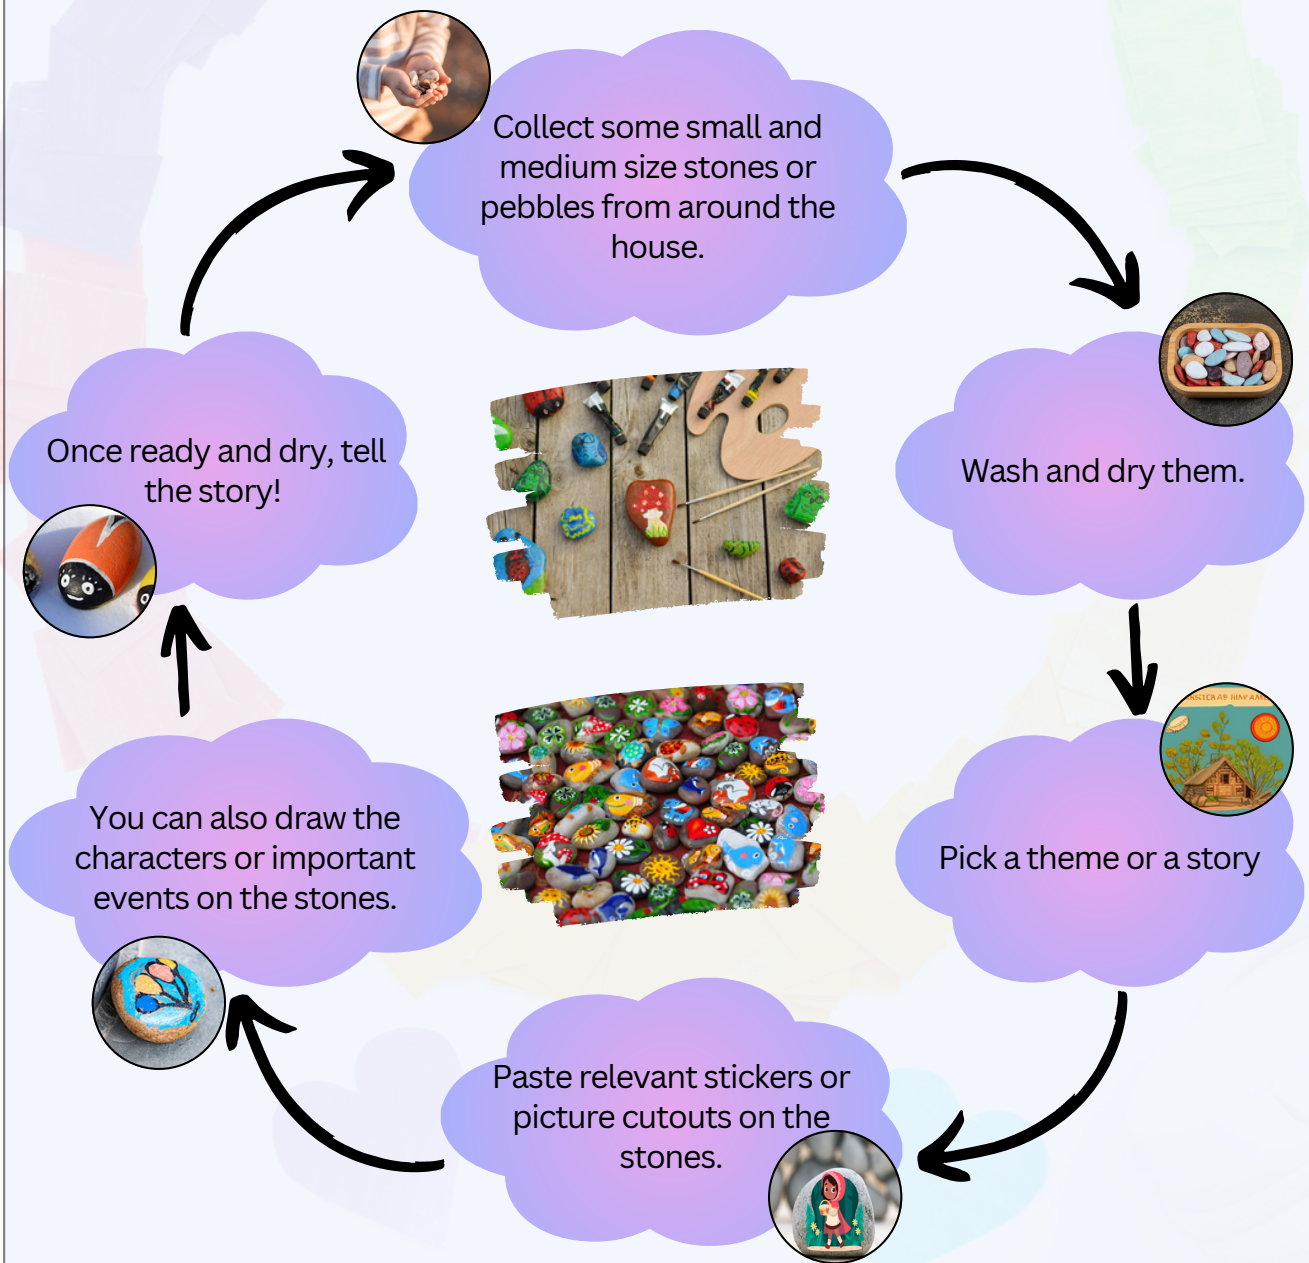 Collect some small and
medium size stones or
pebbles from around the
house.
Wash and dry them.
Pick a theme or a story
Paste relevant stickers or
picture cutouts on the
stones.
You can also draw the
characters or important
events on the stones.
Once ready and dry, tell
the story!